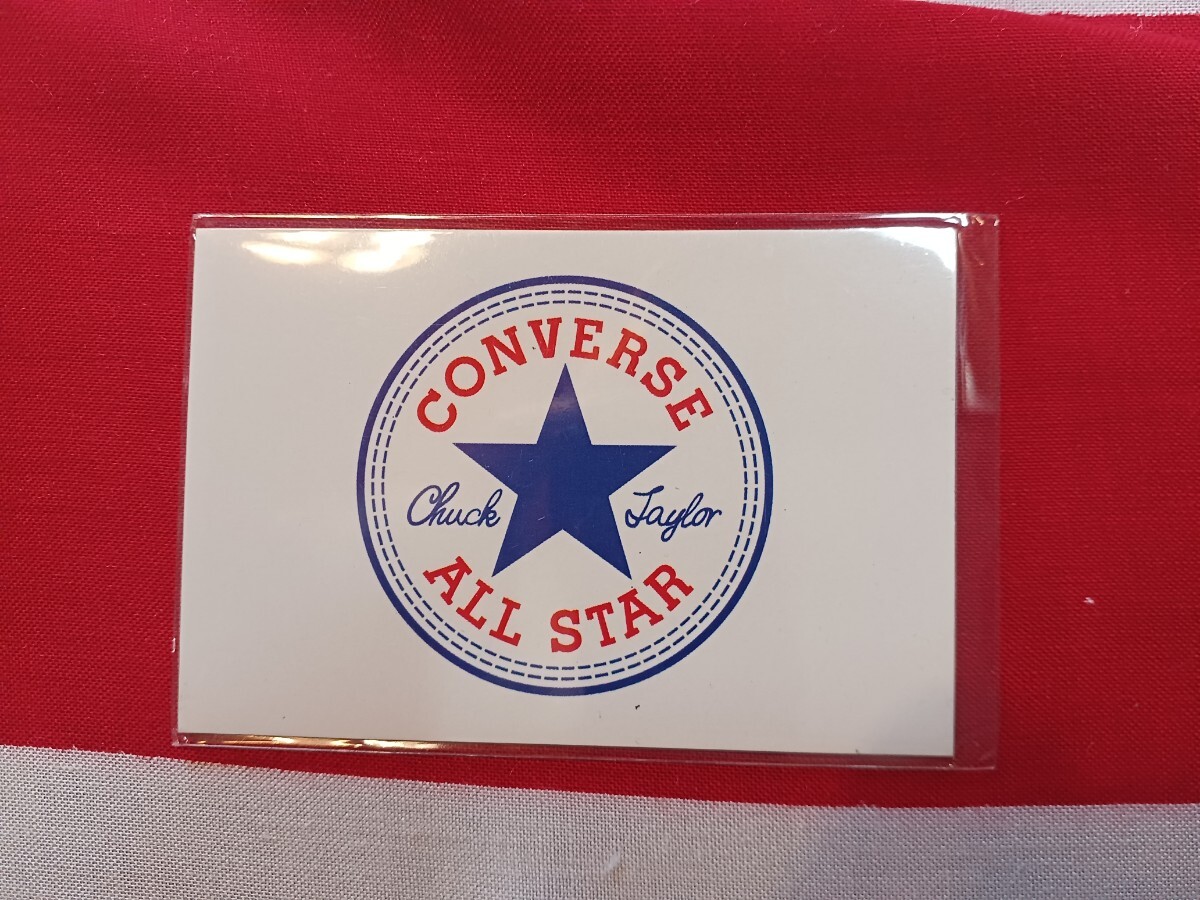 CONVERSE
Chuck Taylor
ALL STAR